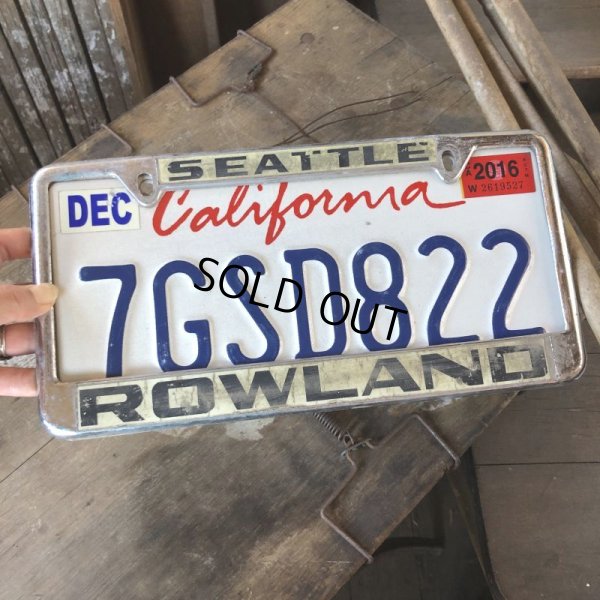 SEATTLE
DEC
California
2016
W 2619527
7GSD822
SOLD OUT
ROWLAND